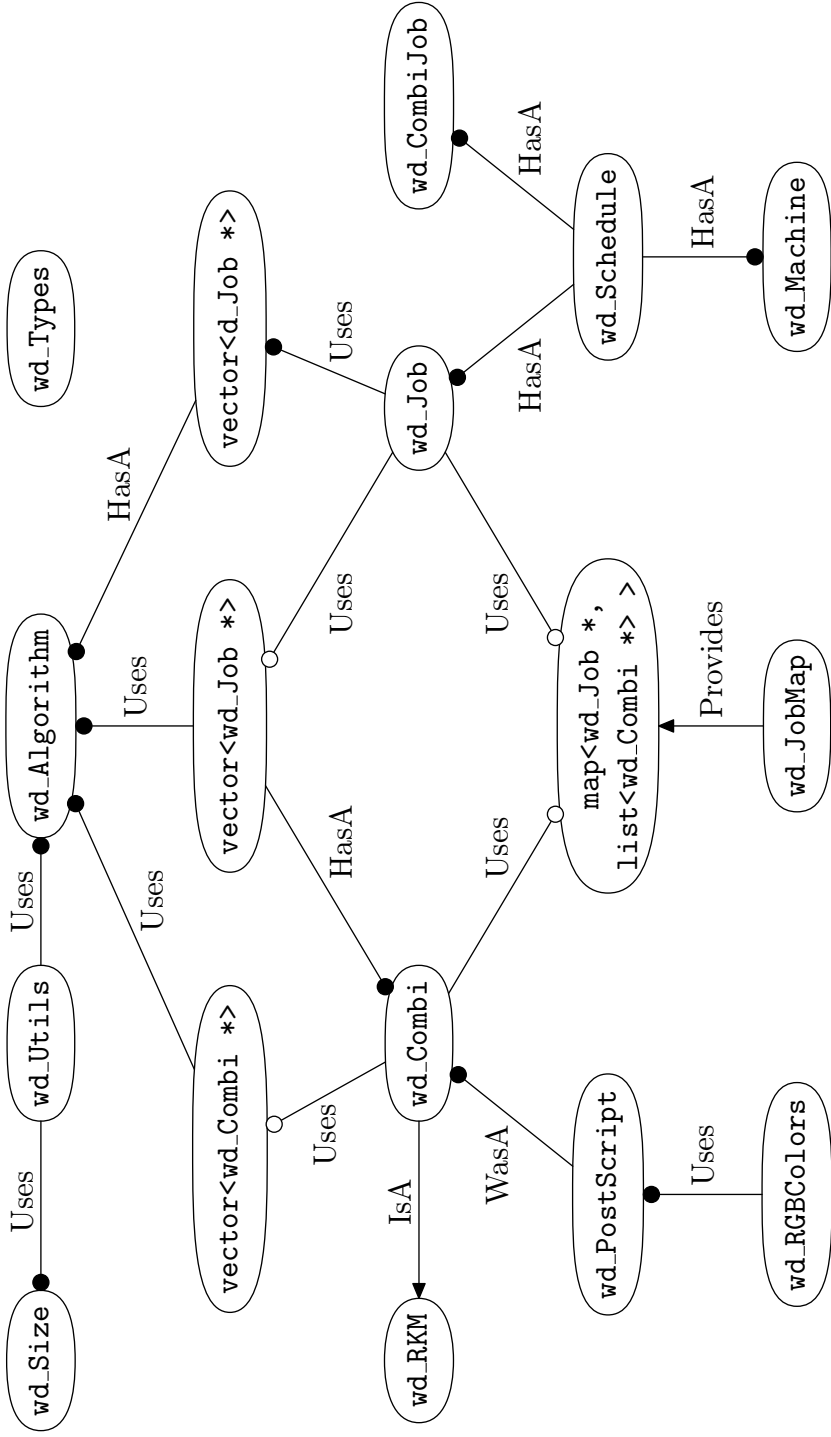 Uses
Uses
wd_Size
wd_Utils
wd_Algorithm
wd_Types
Uses
Uses
HasA
vector<wd_Combi *>
vector<wd_Job *>
vector<d_Job *>
Uses
HasA
Uses
Uses
IsA
wd_RKM
wd_Combi
wd_Job
wd_CombiJob
WasA
Uses
Uses
HasA
HasA
wd_PostScript
map<wd_Job *,
list<wd_Combi *> >
wd_Schedule
Uses
Provides
HasA
wd_RGBColors
wd_JobMap
wd_Machine